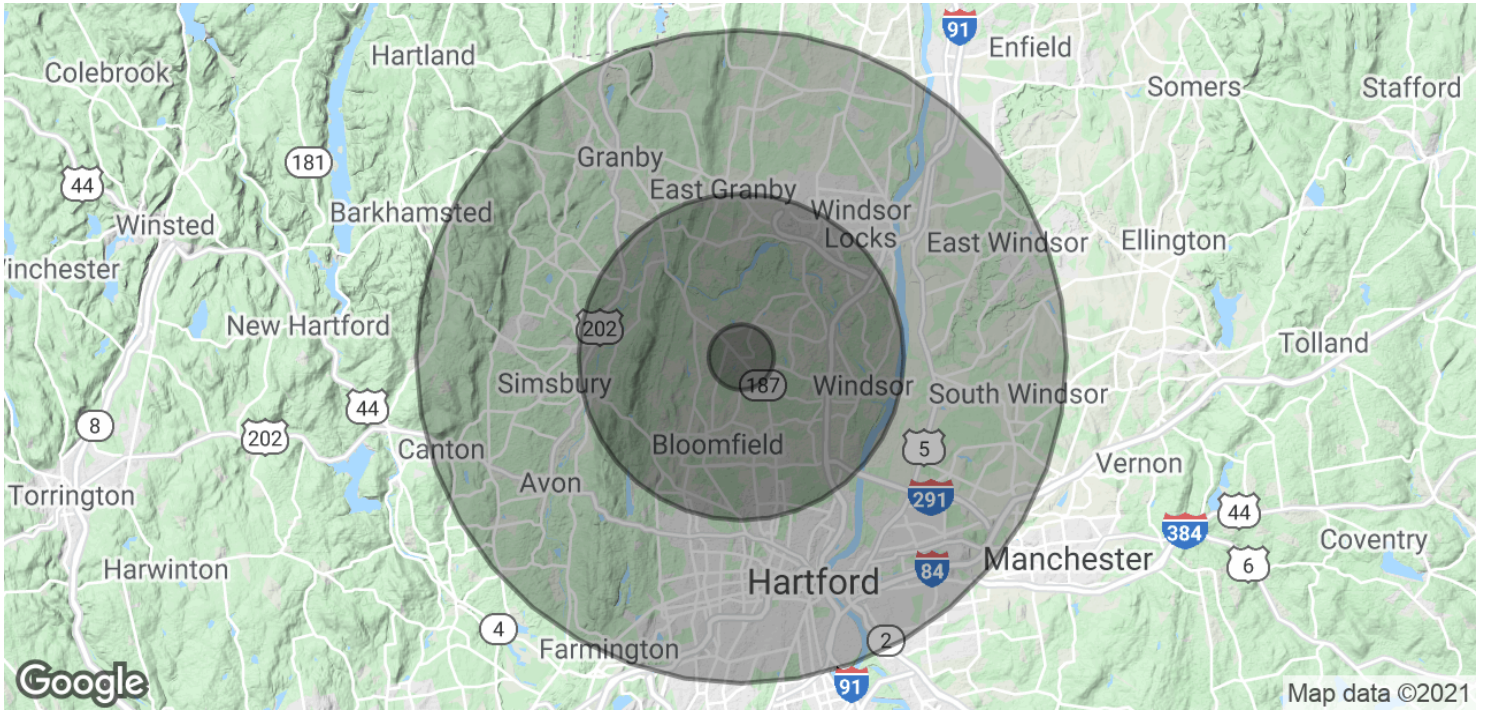 91
Enfield
Hartland
Colebrook
Somers
Stafford
Granby
181
44
East Granby
Barkhamsted
Windsor
Locks
Winsted
East Windsor
Ellington
inchester
New Hartford
202
Tolland
Simsbury
187
Windsor
South Windsor
44
8
202
Canton
Bloomfield
5
Vernon
Avon
Torrington
291
44
384
Coventry
Harwinton
Hartford
84
Manchester
6
4
2
Farmington
91
Google
Map data ©2021